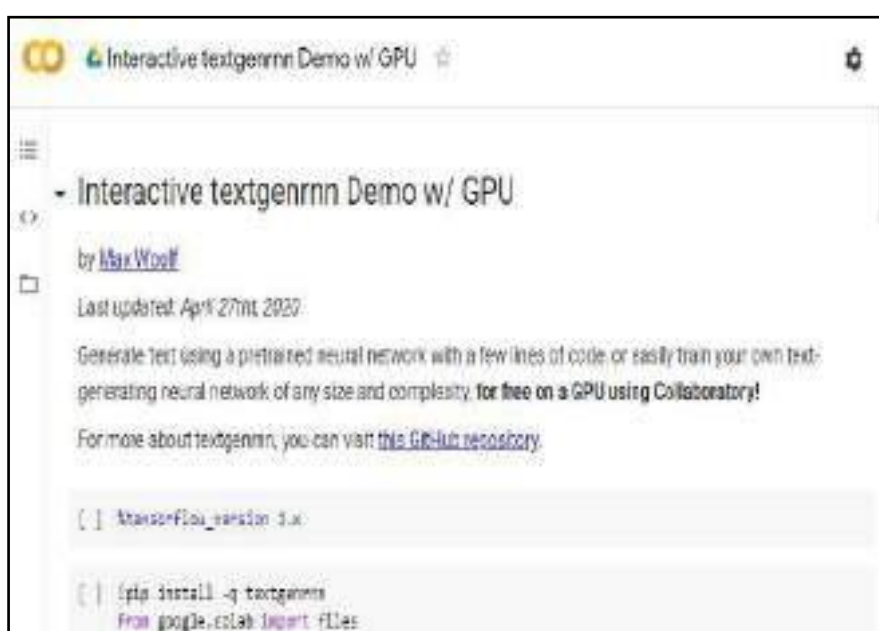 Interactive textgenrnn Demo w/ GPU
Interactive textgenrnn Demo w/ GPU
by Max Woolf
Last updated: April 27th, 2020
Generate text using a pretrained neural network with a few lines of code, or easily train your own text-
generating neural network of any size and complexity, for free on a GPU using Collaboratory!
For more about textgenrnn, you can visit this GitHub repository.
[ ] %tensorflow_version 1.x
[ ] !pip install -q textgenrnn
from google.colab import files